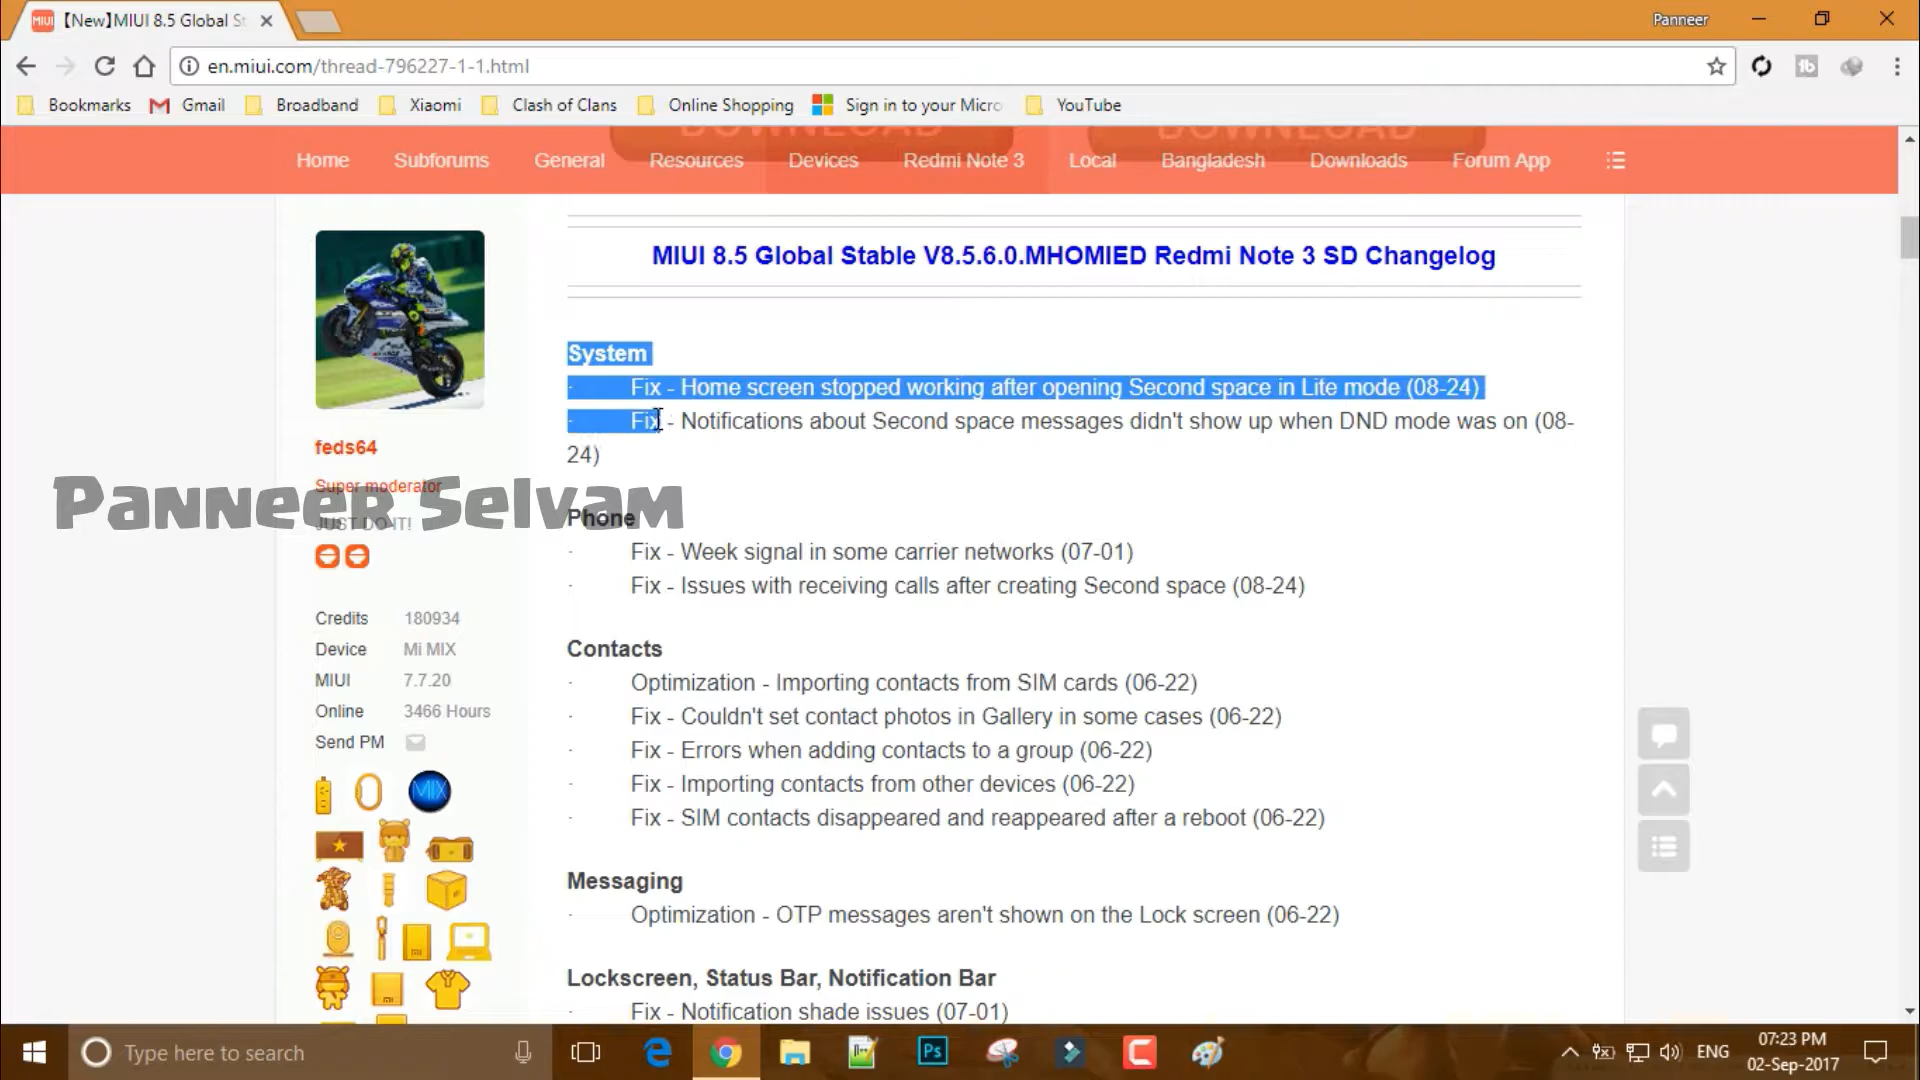 【New】MIUI 8.5 Global St
Panneer
en.miui.com/thread-796227-1-1.html
Bookmarks Gmail Broadband Xiaomi Clash of Clans Online Shopping Sign in to your Micro YouTube
DOWNLOAD DOWNLOAD
Home Subforums General Resources Devices Redmi Note 3 Local Bangladesh Downloads Forum App
MIUI 8.5 Global Stable V8.5.6.0.MHOMIED Redmi Note 3 SD Changelog
System
· Fix - Home screen stopped working after opening Second space in Lite mode (08-24)
· Fix - Notifications about Second space messages didn't show up when DND mode was on (08-
24)
feds64
Super moderator
JUST DO IT!
Panneer Selvam
Phone
· Fix - Week signal in some carrier networks (07-01)
· Fix - Issues with receiving calls after creating Second space (08-24)
Credits 180934
Device Mi MIX
MIUI 7.7.20
Online 3466 Hours
Send PM
MIX
Contacts
· Optimization - Importing contacts from SIM cards (06-22)
· Fix - Couldn't set contact photos in Gallery in some cases (06-22)
· Fix - Errors when adding contacts to a group (06-22)
· Fix - Importing contacts from other devices (06-22)
· Fix - SIM contacts disappeared and reappeared after a reboot (06-22)
Messaging
· Optimization - OTP messages aren't shown on the Lock screen (06-22)
Lockscreen, Status Bar, Notification Bar
· Fix - Notification shade issues (07-01)
Type here to search
Ps
ENG
07:23 PM
02-Sep-2017